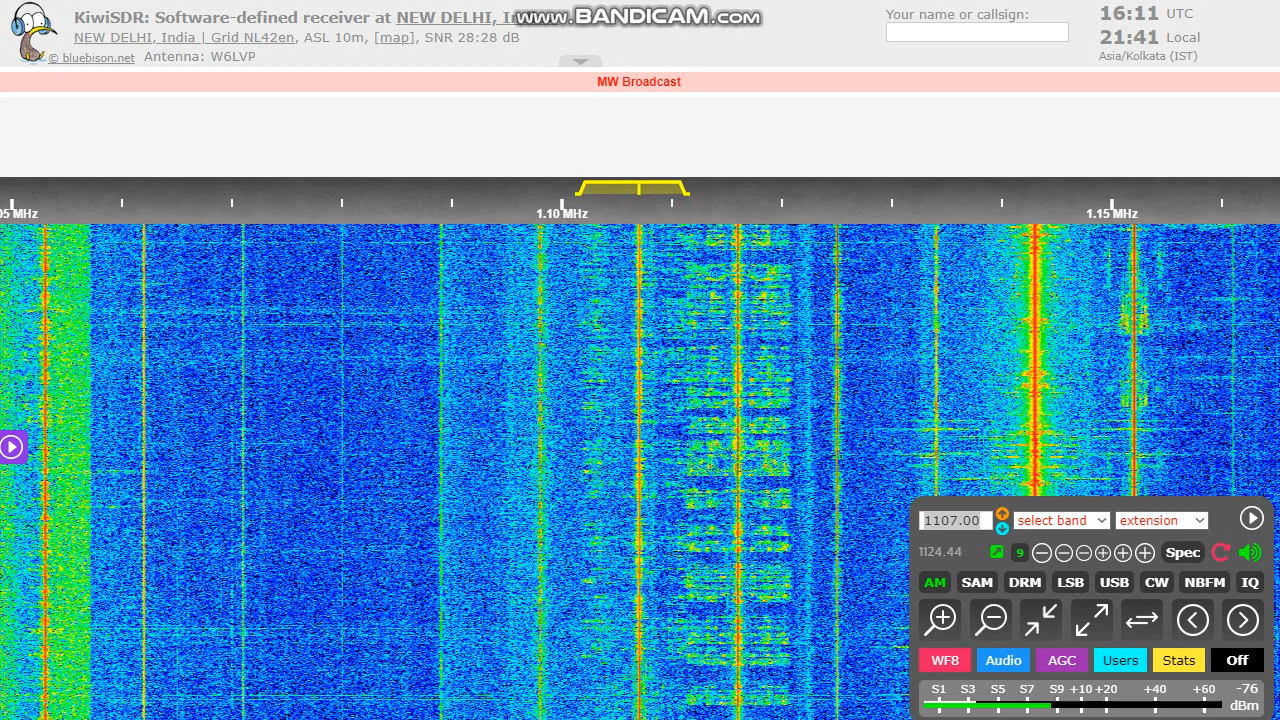 KiwiSDR: Software-defined receiver at NEW DELHI, I
www.BANDICAM.com
NEW DELHI, India | Grid NL42en, ASL 10m, [map], SNR 28:28 dB
© bluebison.net Antenna: W6LVP
Your name or callsign:
16:11 UTC
21:41 Local
Asia/Kolkata (IST)
MW Broadcast
05 MHz 1.10 MHz 1.15 MHz
1107.00 select band extension
1124.44 9 Spec
AM SAM DRM LSB USB CW NBFM IQ
WF8 Audio AGC Users Stats Off
S1 S3 S5 S7 S9 +10 +20 +40 +60 -76
dBm